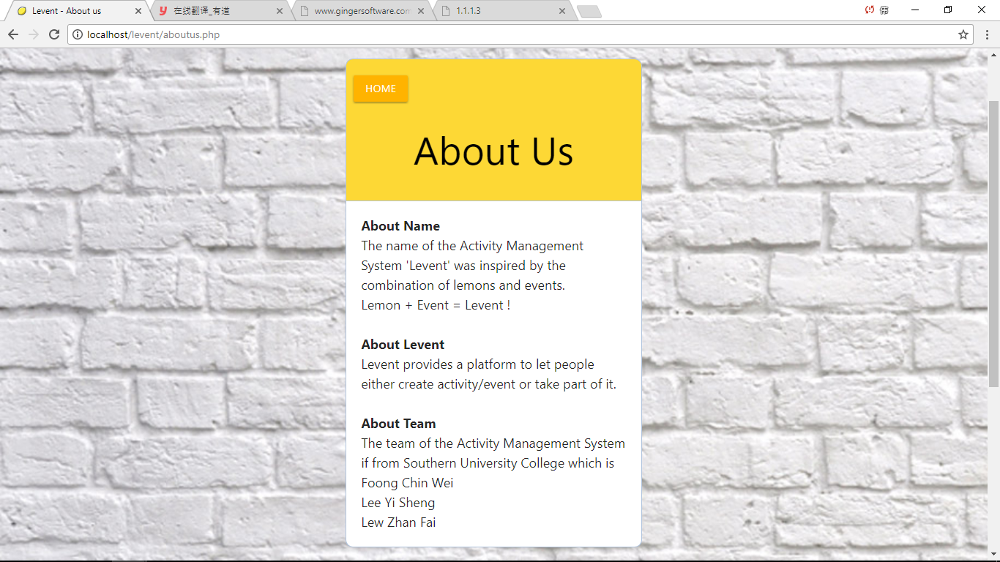 Levent - About us
在线翻译_有道
www.gingersoftware.com
1.1.1.3
localhost/levent/aboutus.php
HOME
About Us
About Name
The name of the Activity Management
System 'Levent' was inspired by the
combination of lemons and events.
Lemon + Event = Levent !
About Levent
Levent provides a platform to let people
either create activity/event or take part of it.
About Team
The team of the Activity Management System
if from Southern University College which is
Foong Chin Wei
Lee Yi Sheng
Lew Zhan Fai